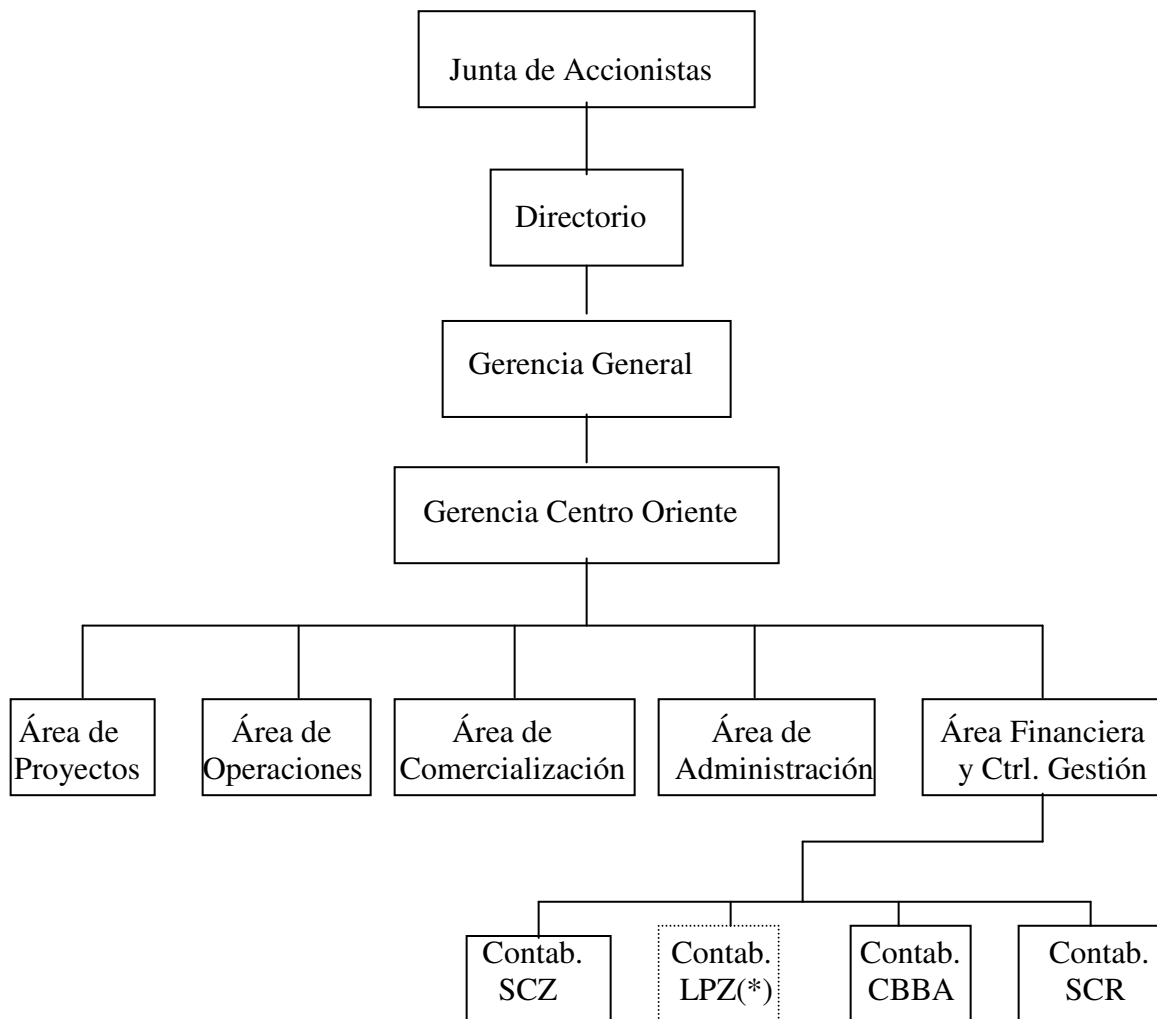 Junta de Accionistas
Directorio
Gerencia General
Gerencia Centro Oriente
Área de
Proyectos
Área de
Operaciones
Área de
Comercialización
Área de
Administración
Área Financiera
y Ctrl. Gestión
Contab.
SCZ
Contab.
LPZ(*)
Contab.
CBBA
Contab.
SCR